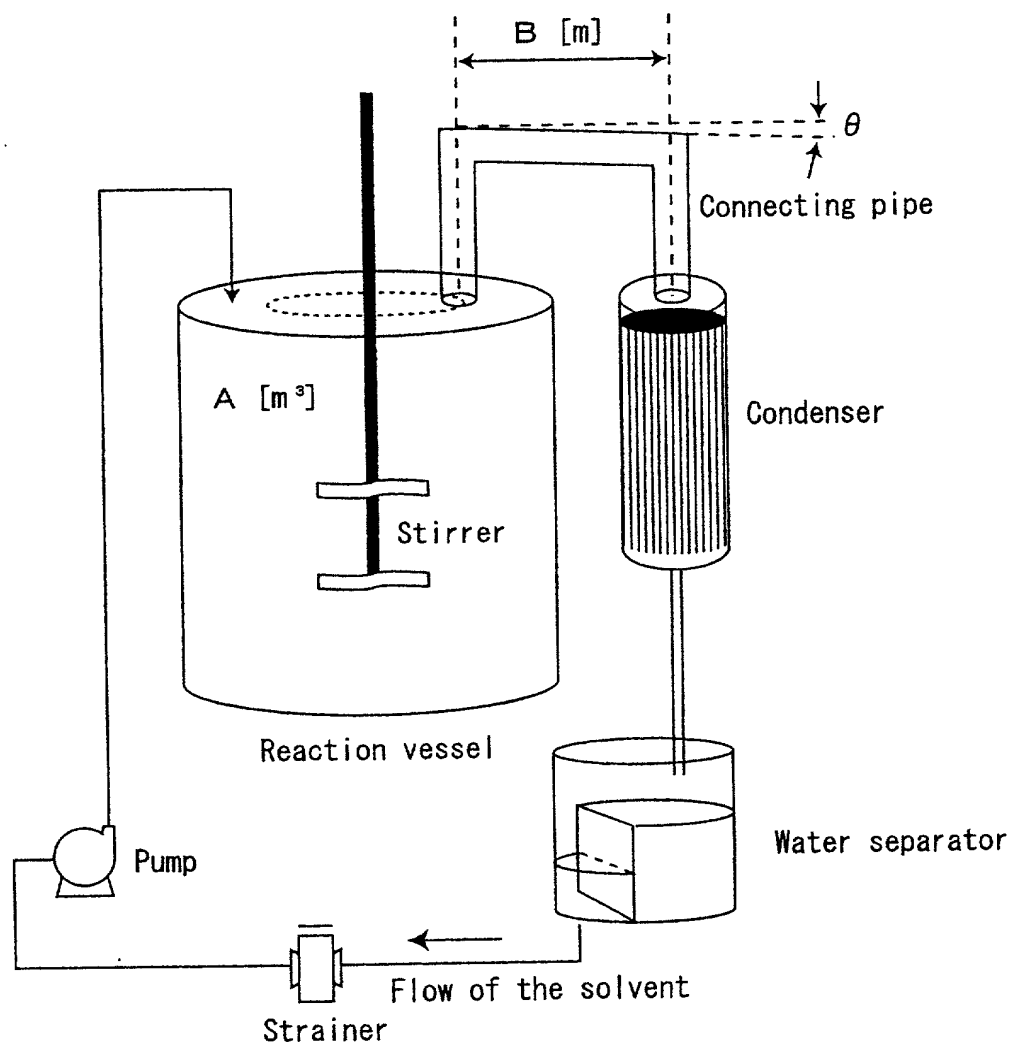 B [m]
θ
Connecting pipe
A [m³]
Condenser
Stirrer
Reaction vessel
Water separator
Pump
Flow of the solvent
Strainer